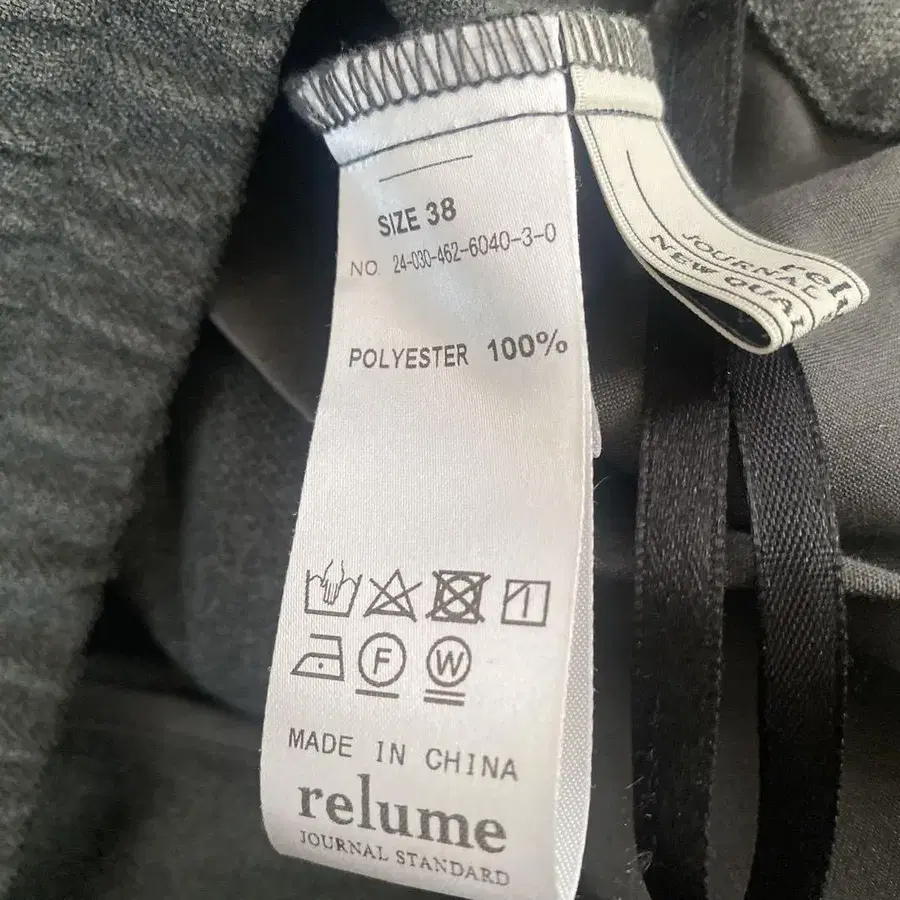 SIZE 38
NO. 24-030-462-6040-3-0
POLYESTER 100%
F W
MADE IN CHINA
relume
JOURNAL STANDARD
JOURNAL
NEW